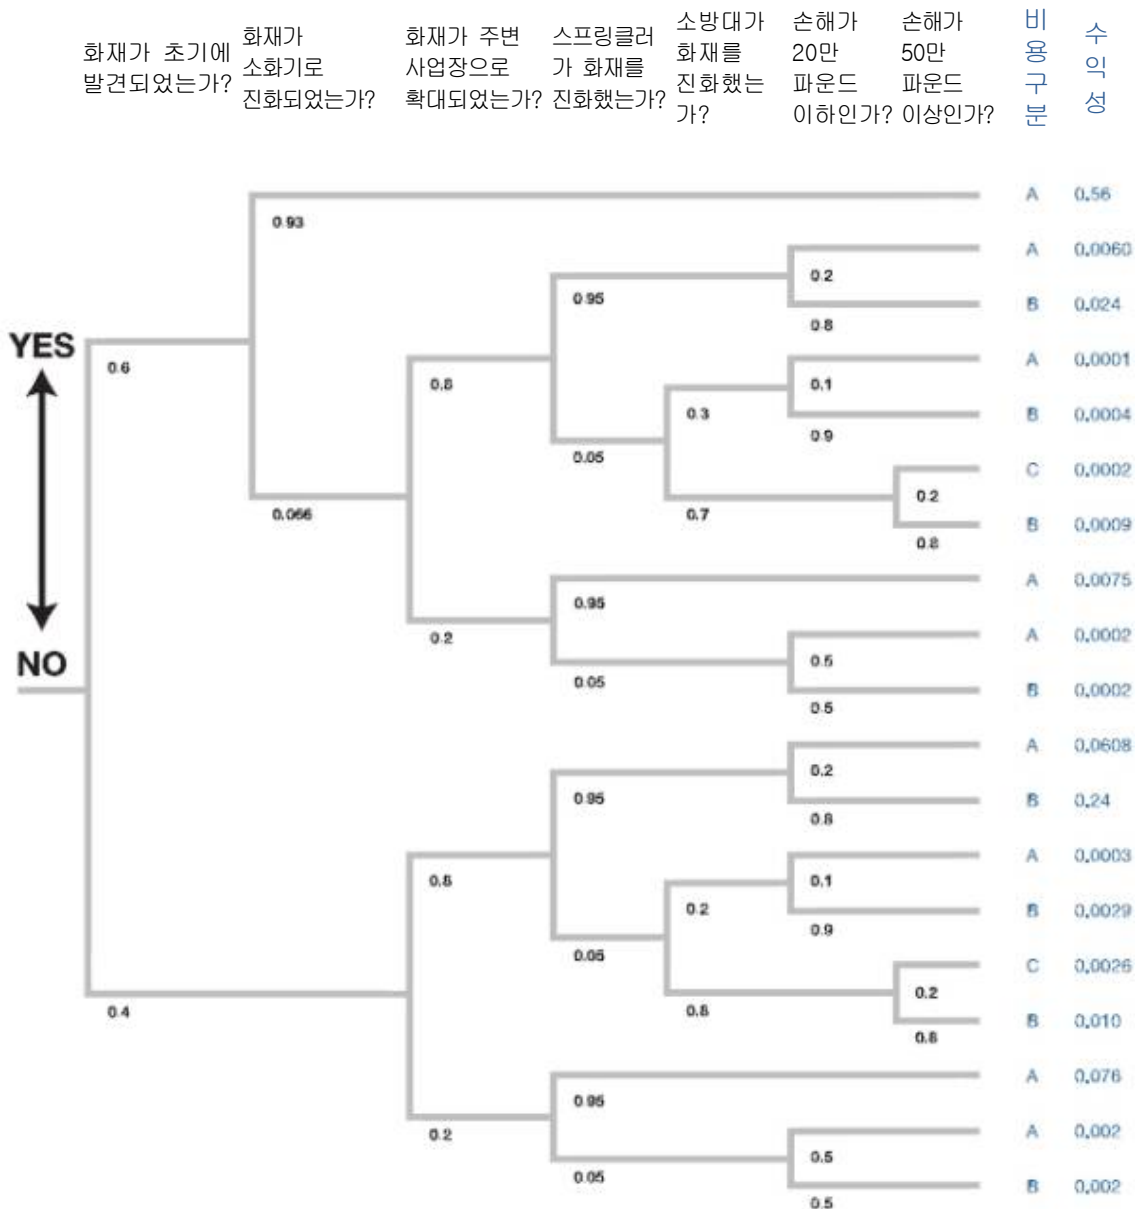 화재가 초기에
발견되었는가?
화재가
소화기로
진화되었는가?
화재가 주변
사업장으로
확대되었는가?
스프링클러
가 화재를
진화했는가?
소방대가
화재를
진화했는
가?
손해가
20만
파운드
이하인가?
손해가
50만
파운드
이상인가?
비
용
구
분
수
익
성
A 0.56
0.93
A 0.0060
0.2
0.95
B 0.024
0.8
YES
A 0.0001
0.6
0.8
0.1
0.3
B 0.0004
0.9
0.05
C 0.0002
0.2
0.066
0.7
B 0.0009
0.8
A 0.0075
0.95
A 0.0002
0.2
0.5
NO
0.05
B 0.0002
0.5
A 0.0608
0.2
0.95
B 0.24
0.8
A 0.0003
0.8
0.1
0.2
B 0.0029
0.9
0.05
C 0.0026
0.2
0.4
0.8
B 0.010
0.8
A 0.076
0.95
A 0.002
0.2
0.5
0.05
B 0.002
0.5